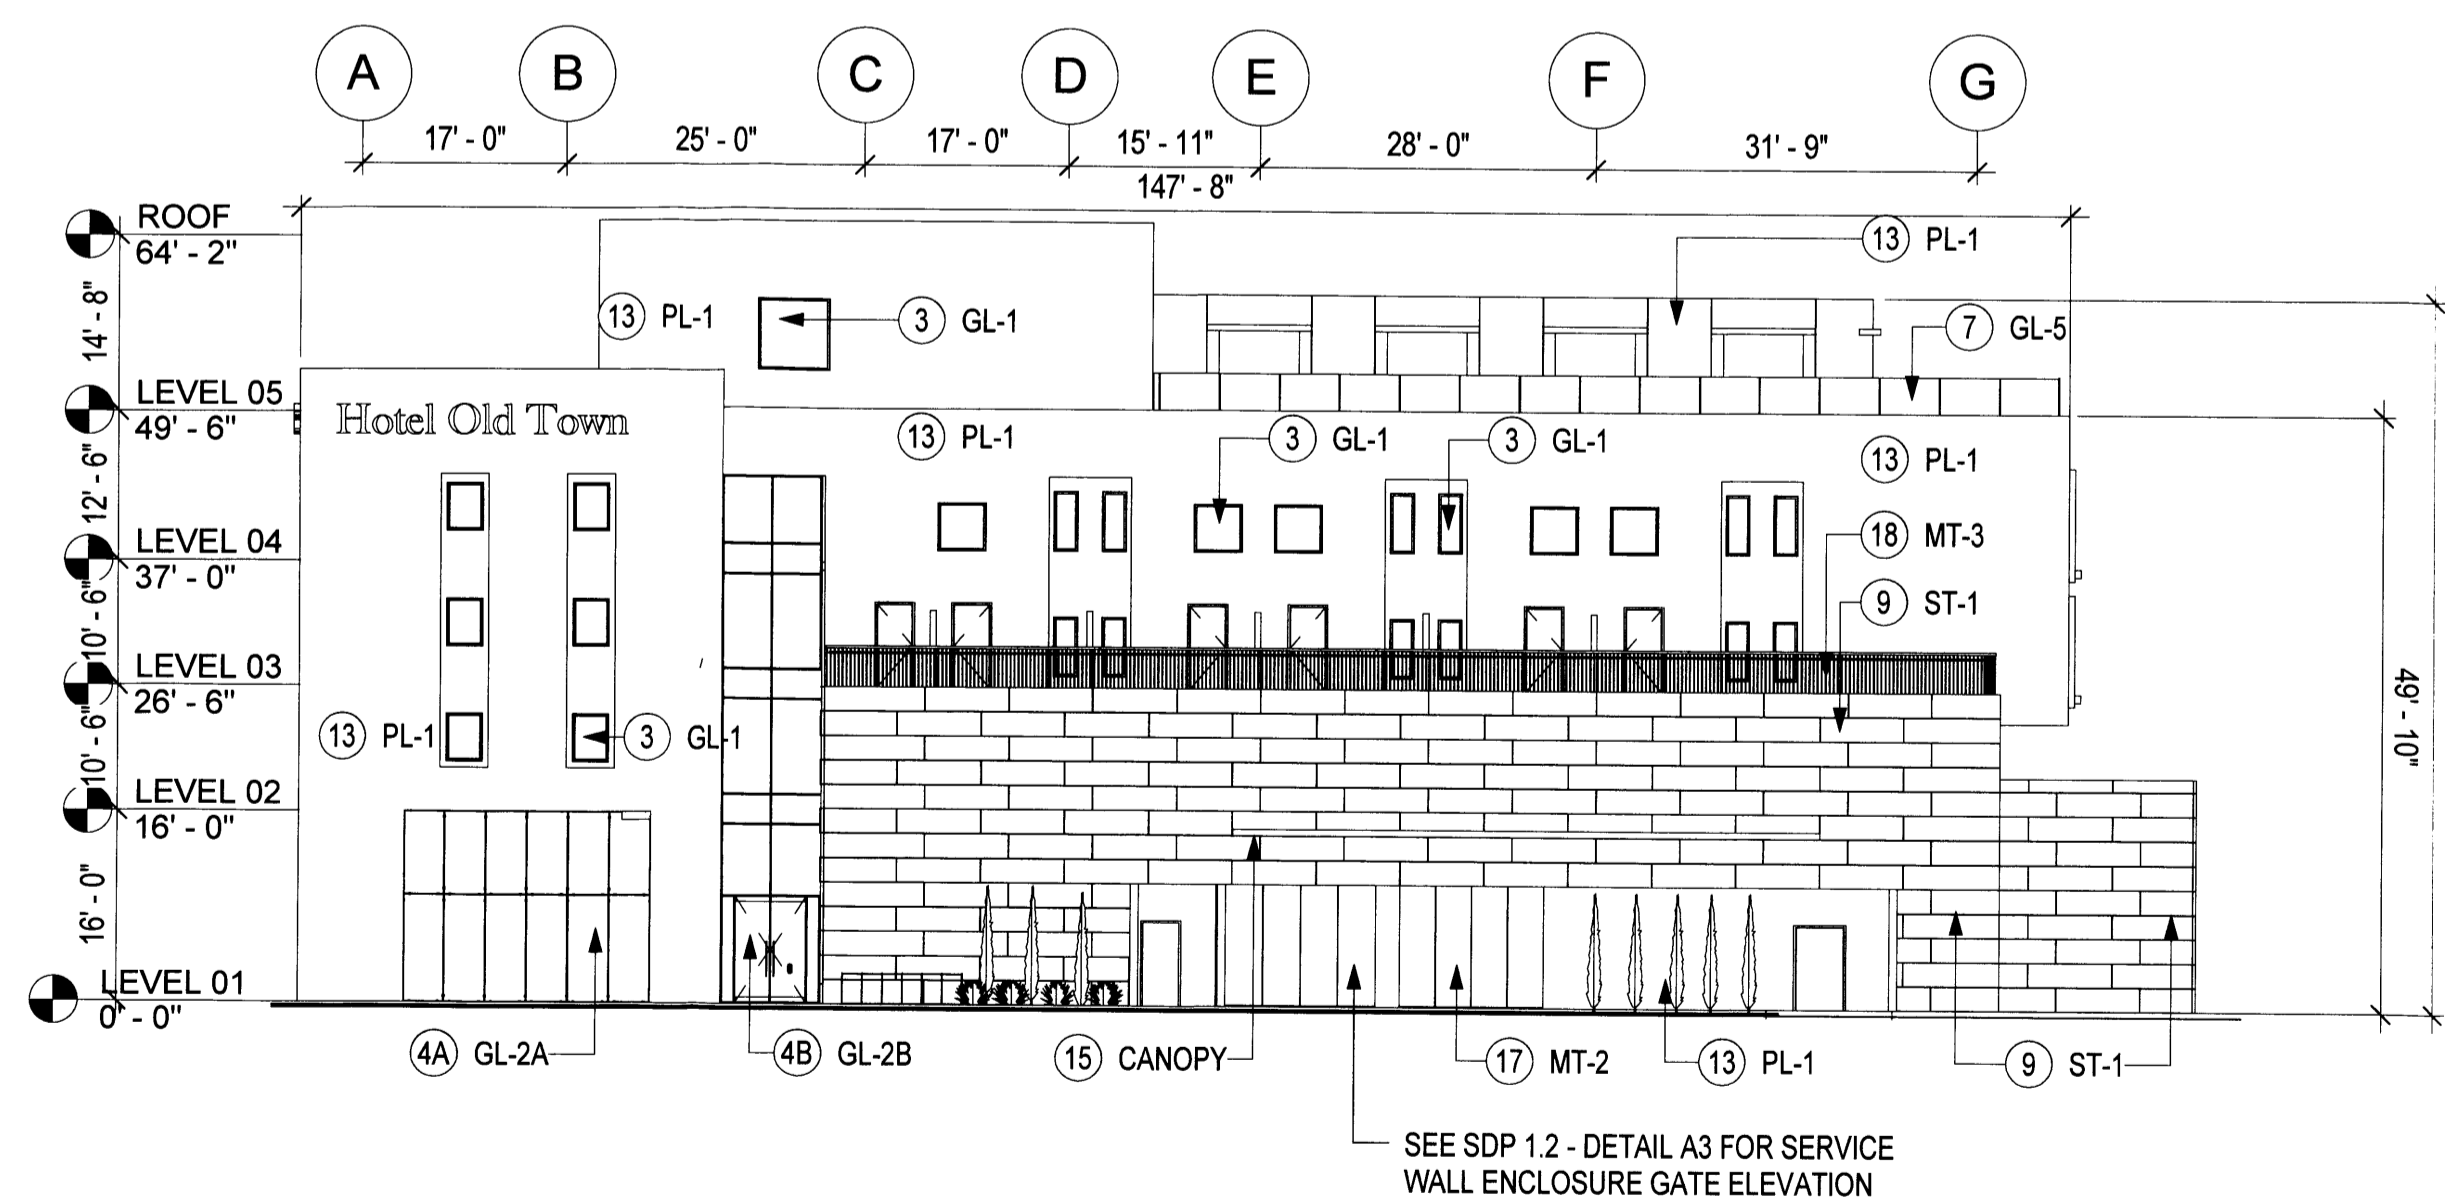 A B C D E F G
17' - 0" 25' - 0" 17' - 0" 15' - 11" 28' - 0" 31' - 9"
147' - 8"
ROOF
64' - 2"
13 PL-1
14' - 8"
13 PL-1
3 GL-1
7 GL-5
LEVEL 05
49' - 6"
Hotel Old Town
13 PL-1
3 GL-1
3 GL-1
13 PL-1
12' - 6"
LEVEL 04
37' - 0"
18 MT-3
10' - 6"
9 ST-1
LEVEL 03
26' - 6"
13 PL-1
3 GL-1
49' - 10"
10' - 6"
LEVEL 02
16' - 0"
16' - 0"
LEVEL 01
0' - 0"
4A GL-2A
4B GL-2B
15 CANOPY
17 MT-2
13 PL-1
9 ST-1
SEE SDP 1.2 - DETAIL A3 FOR SERVICE
WALL ENCLOSURE GATE ELEVATION